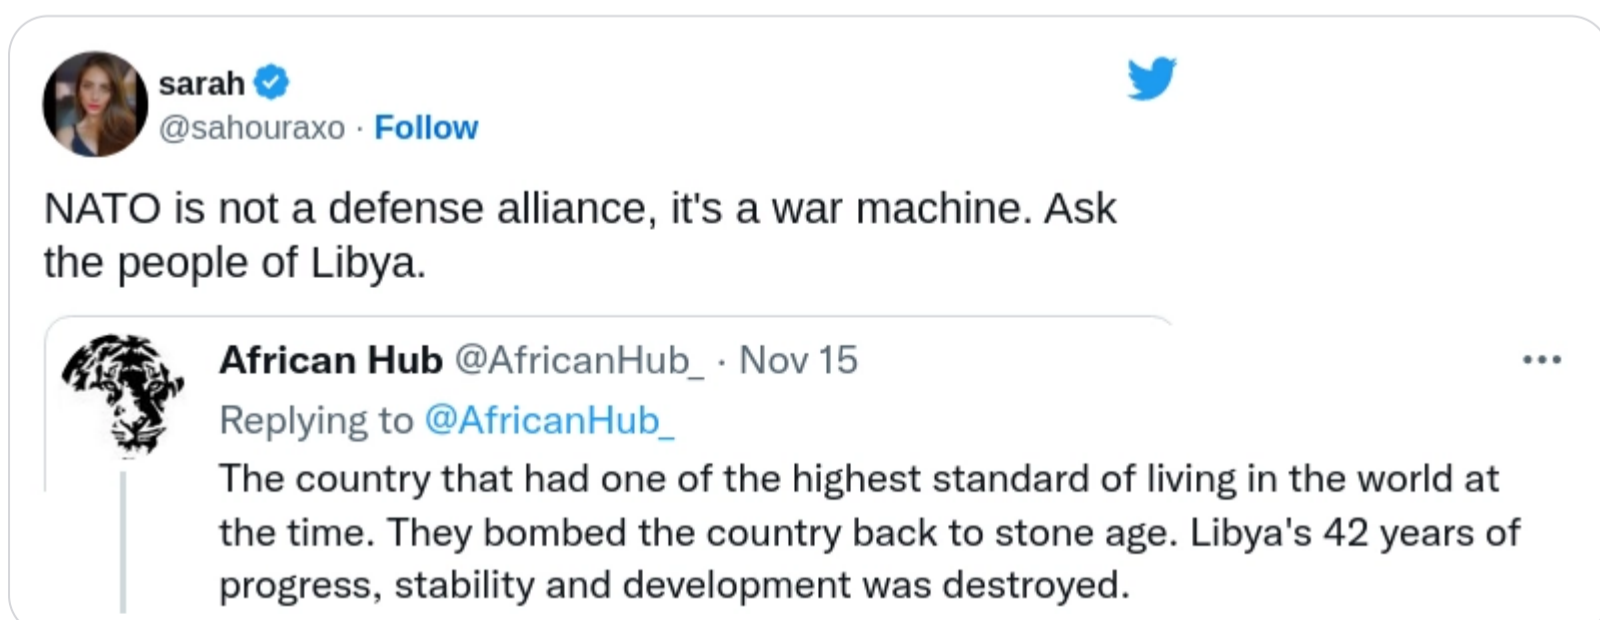 sarah
@sahouraxo · Follow
NATO is not a defense alliance, it's a war machine. Ask
the people of Libya.
African Hub @AfricanHub_ · Nov 15
Replying to @AfricanHub_
The country that had one of the highest standard of living in the world at
the time. They bombed the country back to stone age. Libya's 42 years of
progress, stability and development was destroyed.